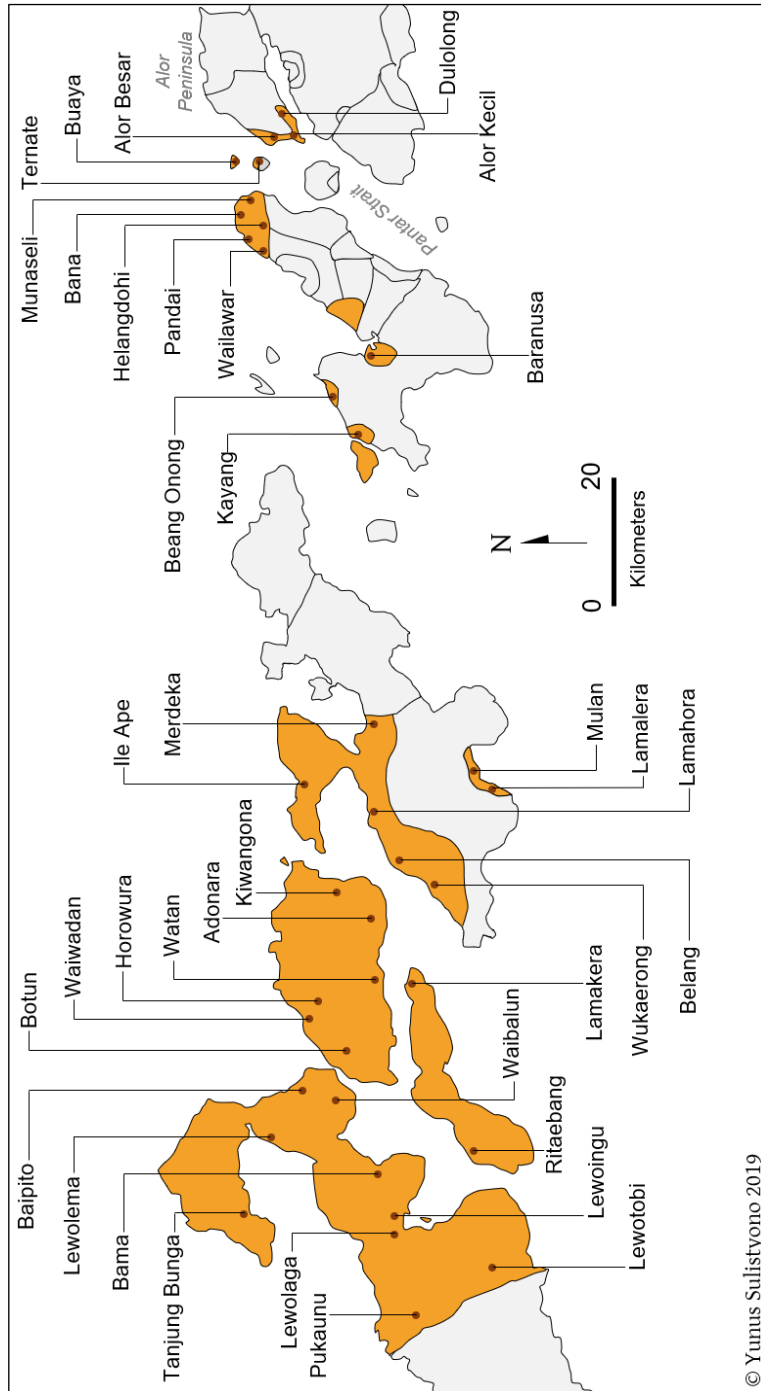 Baipito
Lewolema
Bama
Tanjung Bunga
Lewolaga
Pukaunu
Botun
Waiwadan
Horowura
Watan
Adonara
Kiwangona
Ile Ape
Merdeka
Beang Onong
Kayang
Munaseli
Bana
Helangdohi
Pandai
Wailawar
Ternate
Buaya
Alor Besar
Alor
Peninsula
Dulolong
Alor Kecil
Pantar Strait
Baranusa
N
0 20
Kilometers
Mulan
Lamalera
Lamahora
Belang
Wukaerong
Lamakera
Waibalun
Ritaebang
Lewoingu
Lewotobi
© Yunus Sulistyono 2019